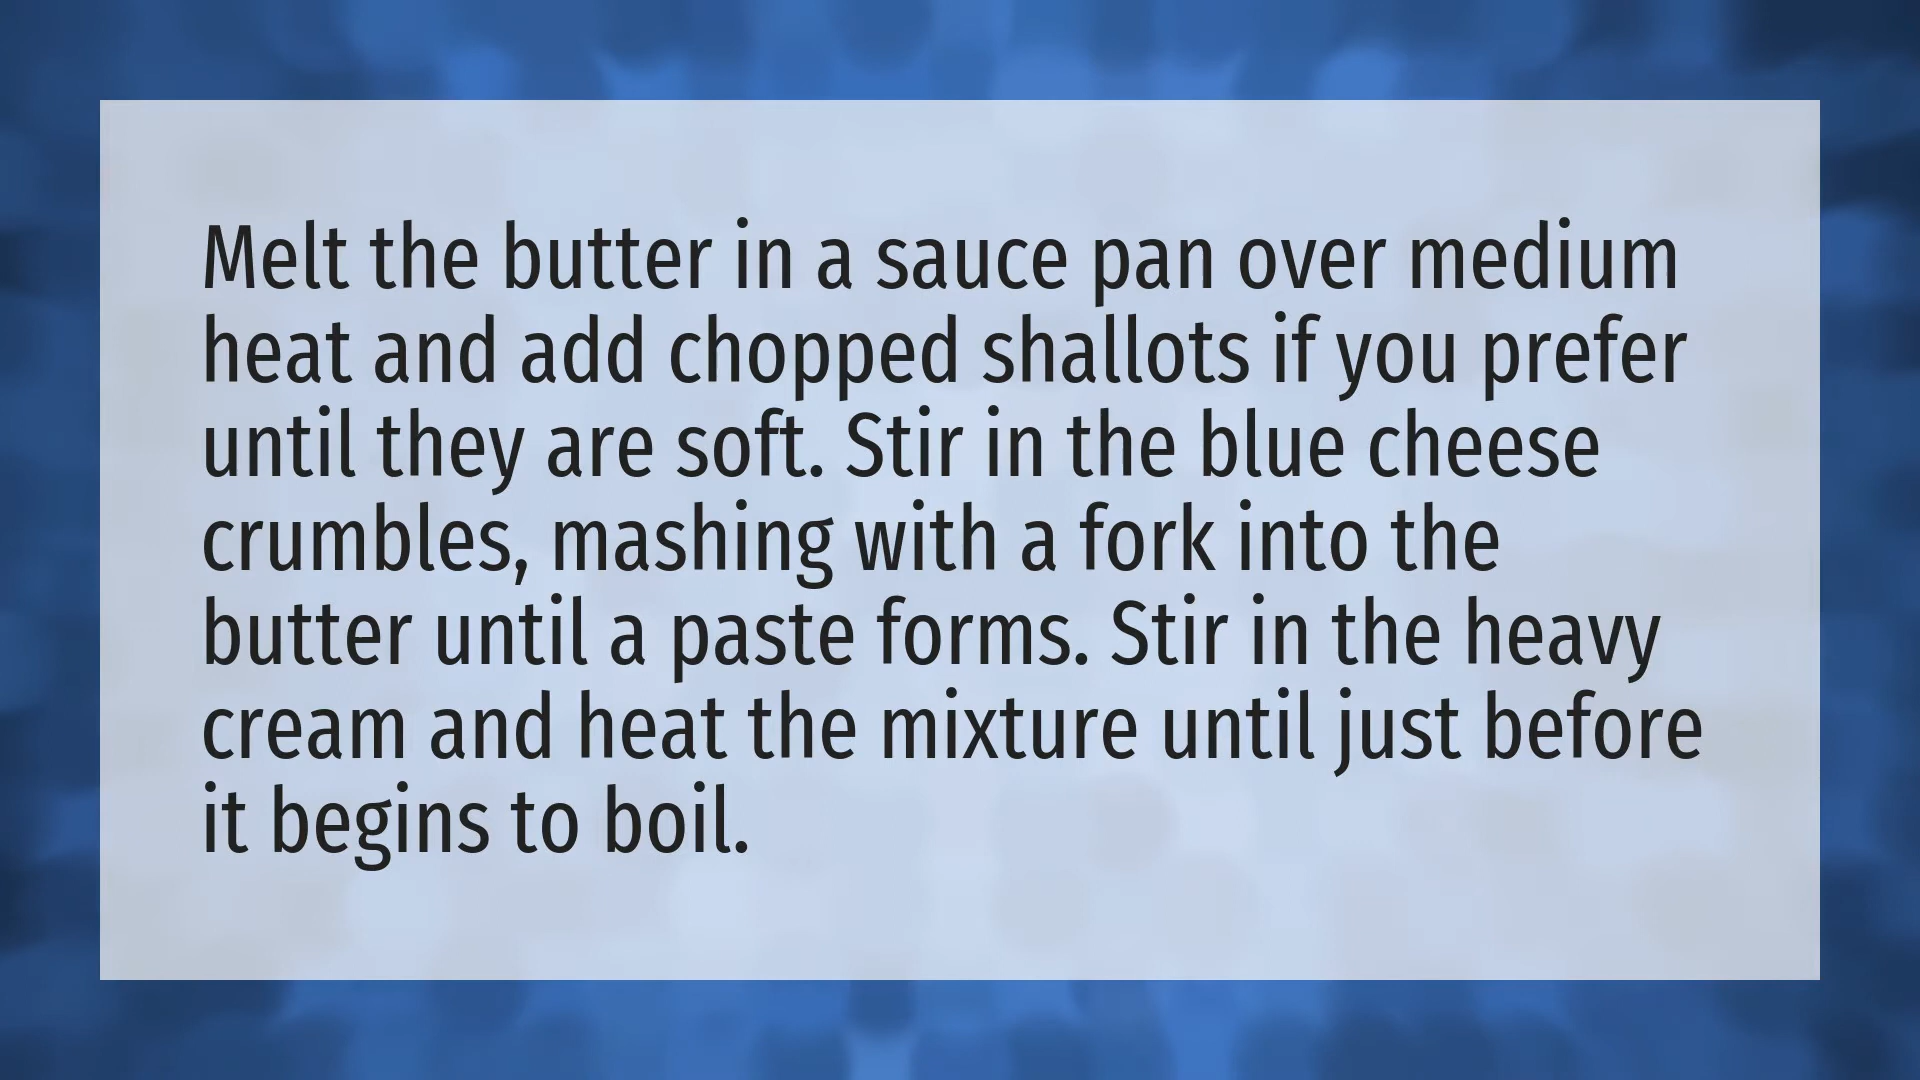 Melt the butter in a sauce pan over medium
heat and add chopped shallots if you prefer
until they are soft. Stir in the blue cheese
crumbles, mashing with a fork into the
butter until a paste forms. Stir in the heavy
cream and heat the mixture until just before
it begins to boil.